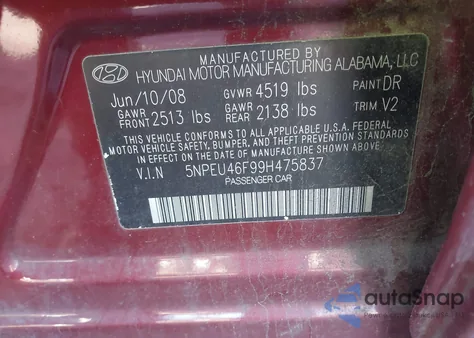 MANUFACTURED BY
HYUNDAI MOTOR MANUFACTURING ALABAMA, LLC
Jun/10/08 GVWR 4519 lbs PAINT DR
GAWR FRONT 2513 lbs GAWR REAR 2138 lbs TRIM V2
THIS VEHICLE CONFORMS TO ALL APPLICABLE U.S. FEDERAL
MOTOR VEHICLE SAFETY, BUMPER, AND THEFT PREVENTION
STANDARDS IN EFFECT ON THE DATE OF MANUFACTURE SHOWN ABOVE.
V.I.N 5NPEU46F99H475837
PASSENGER CAR
autosnap